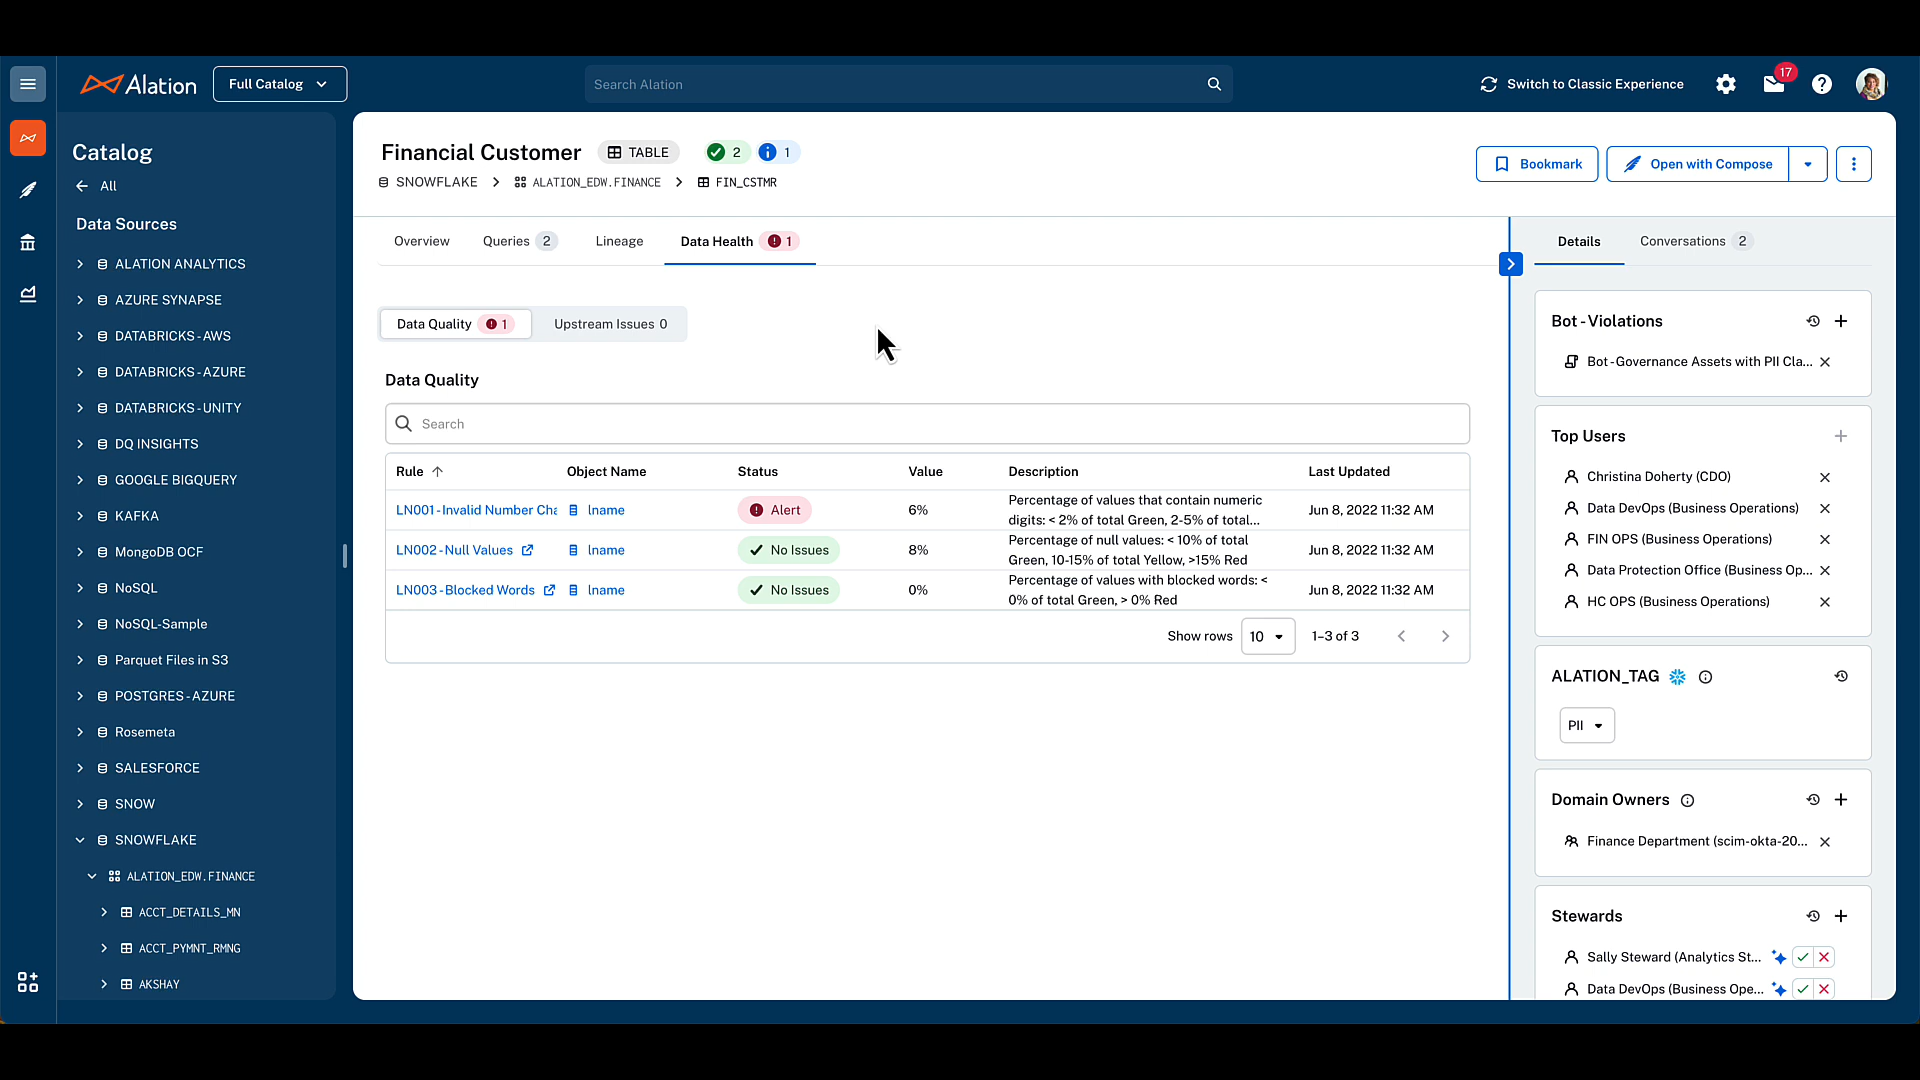 Alation
Full Catalog
Search Alation
Switch to Classic Experience
17
Catalog
All
Data Sources
ALATION ANALYTICS
AZURE SYNAPSE
DATABRICKS - AWS
DATABRICKS - AZURE
DATABRICKS - UNITY
DQ INSIGHTS
GOOGLE BIGQUERY
KAFKA
MongoDB OCF
NoSQL
NoSQL-Sample
Parquet Files in S3
POSTGRES - AZURE
Rosemeta
SALESFORCE
SNOW
SNOWFLAKE
ALATION_EDW.FINANCE
ACCT_DETAILS_MN
ACCT_PYMNT_RMNG
AKSHAY
Financial Customer TABLE 2 1
SNOWFLAKE > ALATION_EDW.FINANCE > FIN_CSTMR
Bookmark
Open with Compose
Overview Queries 2 Lineage Data Health 1
Data Quality 1 Upstream Issues 0
Data Quality
Search
Rule Object Name Status Value Description Last Updated
LN001 - Invalid Number Cha lname Alert 6% Percentage of values that contain numeric Jun 8, 2022 11:32 AM
digits: < 2% of total Green, 2-5% of total...
LN002 - Null Values lname No Issues 8% Percentage of null values: < 10% of total Jun 8, 2022 11:32 AM
Green, 10-15% of total Yellow, >15% Red
LN003 - Blocked Words lname No Issues 0% Percentage of values with blocked words: < Jun 8, 2022 11:32 AM
0% of total Green, > 0% Red
Show rows 10 1–3 of 3
Details Conversations 2
Bot - Violations
Bot - Governance Assets with PII Cla...
Top Users
Christina Doherty (CDO)
Data DevOps (Business Operations)
FIN OPS (Business Operations)
Data Protection Office (Business Op...
HC OPS (Business Operations)
ALATION_TAG
PII
Domain Owners
Finance Department (scim-okta-20...
Stewards
Sally Steward (Analytics St...
Data DevOps (Business Ope...